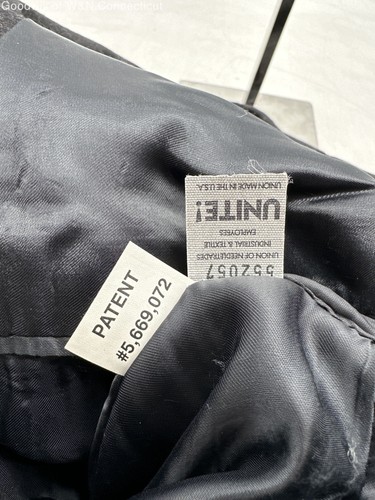 PATENT
#5,669,072
552057
UNION OF NEEDLETRADES
INDUSTRIAL & TEXTILE
EMPLOYEES
UNITE!
UNION MADE IN THE U.S.A.